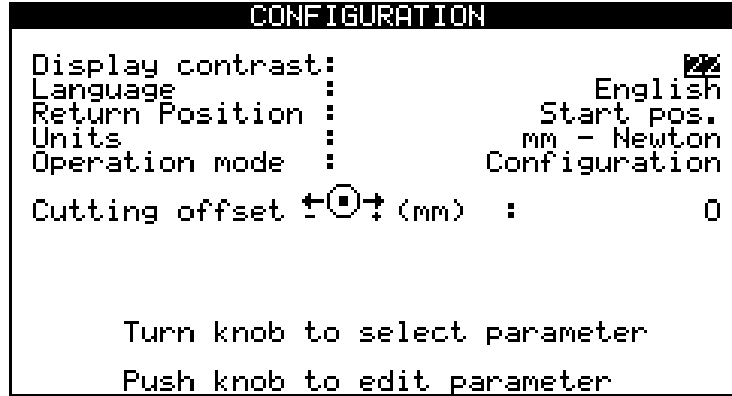 CONFIGURATION
Display contrast:
Language : English
Return Position : Start pos.
Units : mm - Newton
Operation mode : Configuration
Cutting offset - + (mm) : 0
Turn knob to select parameter
Push knob to edit parameter